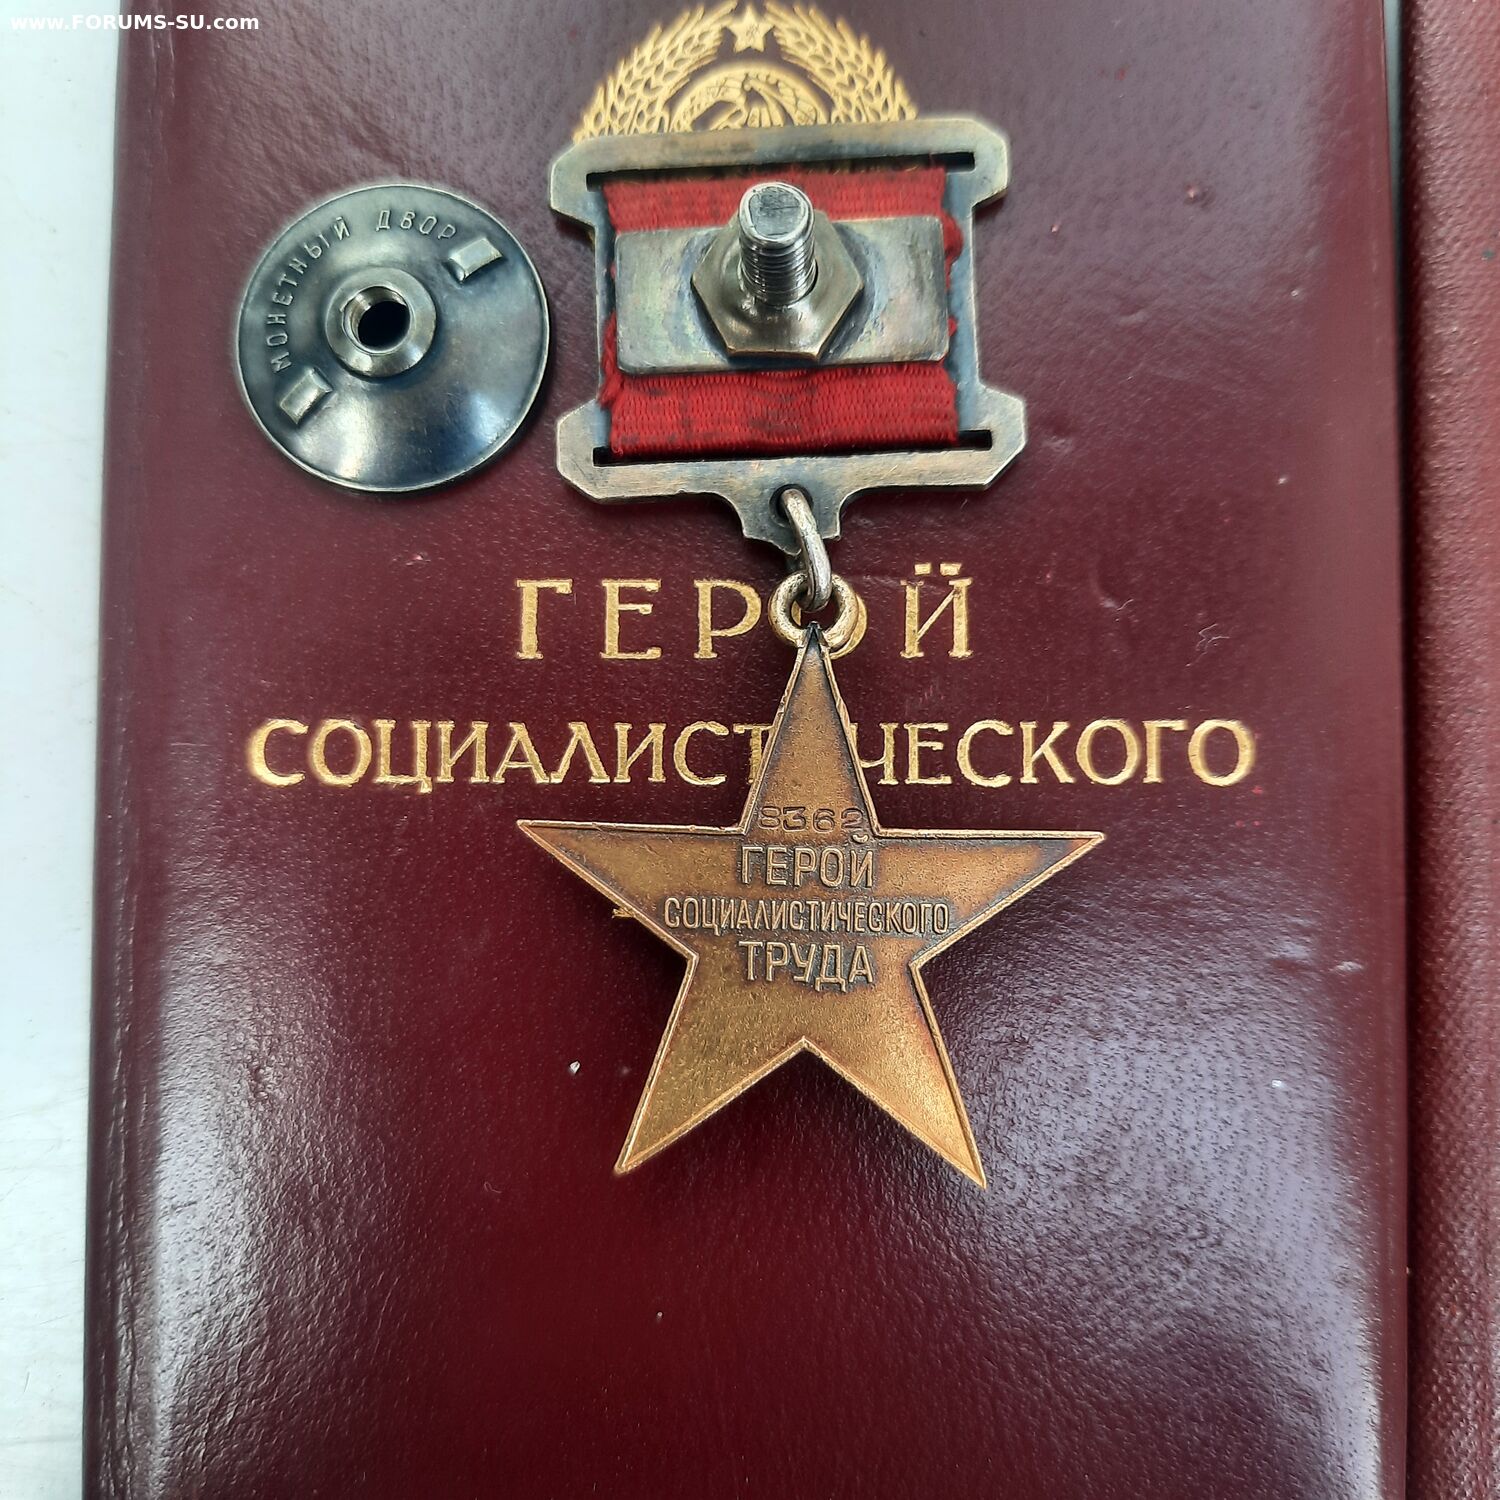 www.FORUMS-SU.com
МОНЕТНЫЙ ДВОР
ГЕРОЙ
СОЦИАЛИСТИЧЕСКОГО
8362
ГЕРОЙ
СОЦИАЛИСТИЧЕСКОГО
ТРУДА